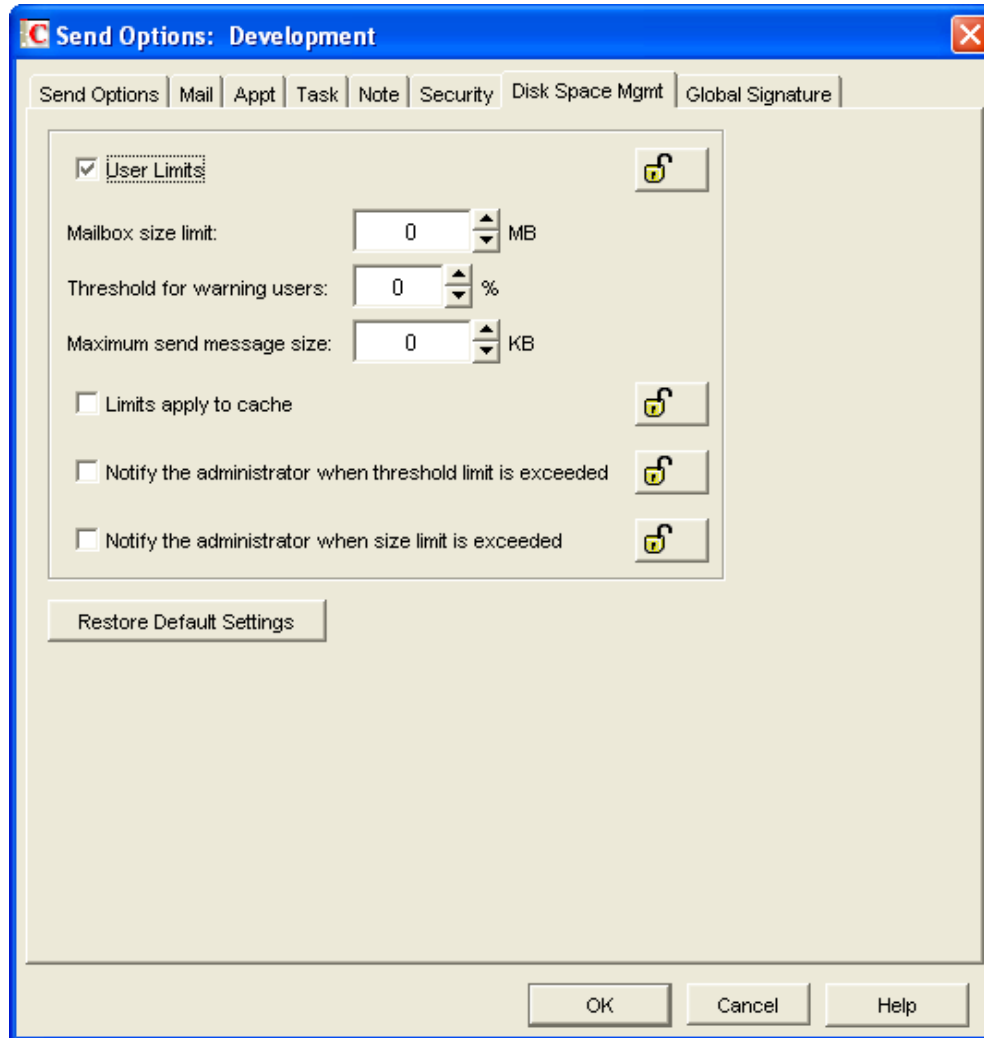 C Send Options: Development
Send Options Mail Appt Task Note Security Disk Space Mgmt Global Signature
User Limits
Mailbox size limit: 0 MB
Threshold for warning users: 0 %
Maximum send message size: 0 KB
Limits apply to cache
Notify the administrator when threshold limit is exceeded
Notify the administrator when size limit is exceeded
Restore Default Settings
OK Cancel Help